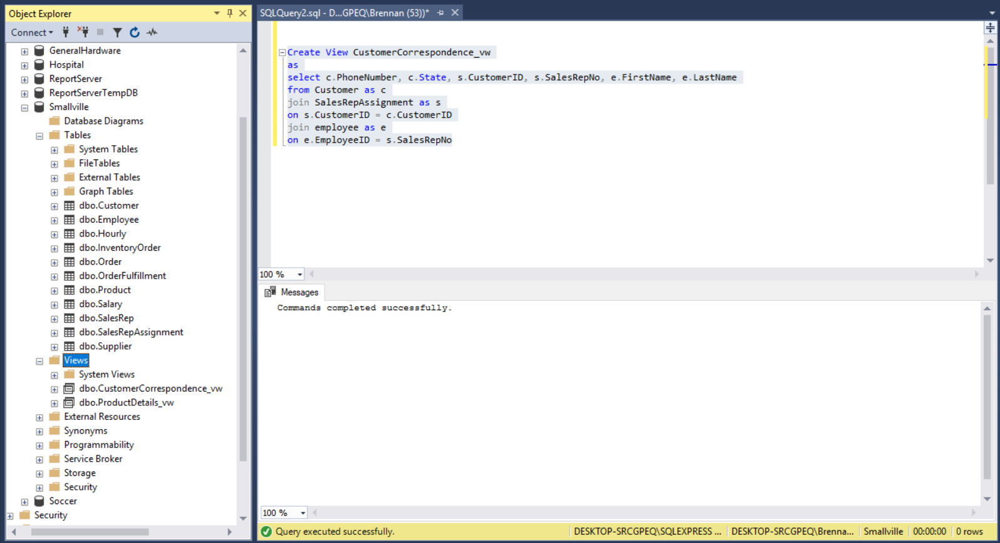 Object Explorer
Connect
GeneralHardware
Hospital
ReportServer
ReportServerTempDB
Smallville
Database Diagrams
Tables
System Tables
FileTables
External Tables
Graph Tables
dbo.Customer
dbo.Employee
dbo.Hourly
dbo.InventoryOrder
dbo.Order
dbo.OrderFulfillment
dbo.Product
dbo.Salary
dbo.SalesRep
dbo.SalesRepAssignment
dbo.Supplier
Views
System Views
dbo.CustomerCorrespondence_vw
dbo.ProductDetails_vw
External Resources
Synonyms
Programmability
Service Broker
Storage
Security
Soccer
Security
SQLQuery2.sql - D...GPEQ\Brennan (53))*
Create View CustomerCorrespondence_vw
as
select c.PhoneNumber, c.State, s.CustomerID, s.SalesRepNo, e.FirstName, e.LastName
from Customer as c
join SalesRepAssignment as s
on s.CustomerID = c.CustomerID
join employee as e
on e.EmployeeID = s.SalesRepNo
100 %
Messages
Commands completed successfully.
100 %
Query executed successfully.
DESKTOP-SRCGPEQ\SQLEXPRESS ...
DESKTOP-SRCGPEQ\Brenna...
Smallville
00:00:00
0 rows